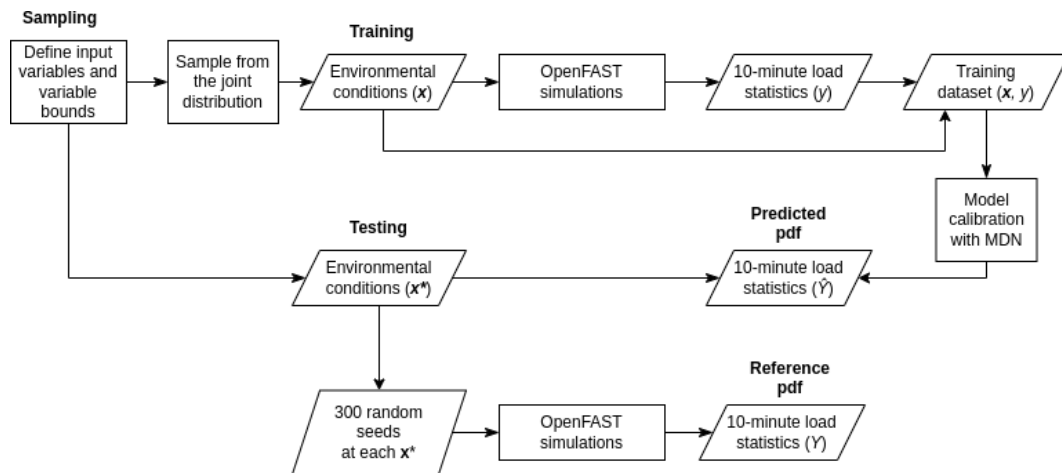 Sampling
Define input
variables and
variable
bounds
Sample from
the joint
distribution
Training
Environmental
conditions (x)
OpenFAST
simulations
10-minute load
statistics (y)
Training
dataset (x, y)
Model
calibration
with MDN
Testing
Environmental
conditions (x*)
Predicted
pdf
10-minute load
statistics (Ŷ)
300 random
seeds
at each x*
OpenFAST
simulations
Reference
pdf
10-minute load
statistics (Y)